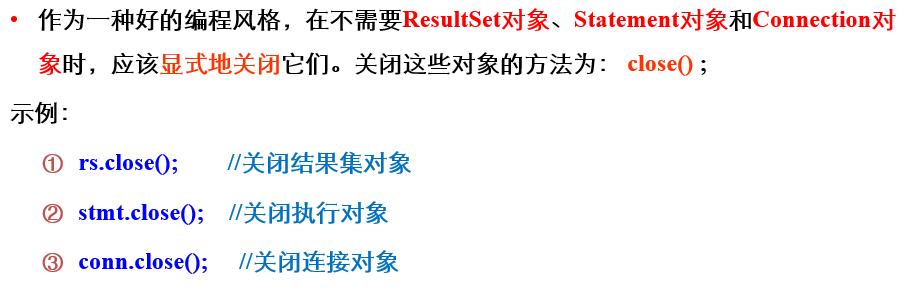 • 作为一种好的编程风格，在不需要ResultSet对象、Statement对象和Connection对
象时，应该显式地关闭它们。关闭这些对象的方法为： close() ;
示例：
① rs.close(); //关闭结果集对象
② stmt.close(); //关闭执行对象
③ conn.close(); //关闭连接对象